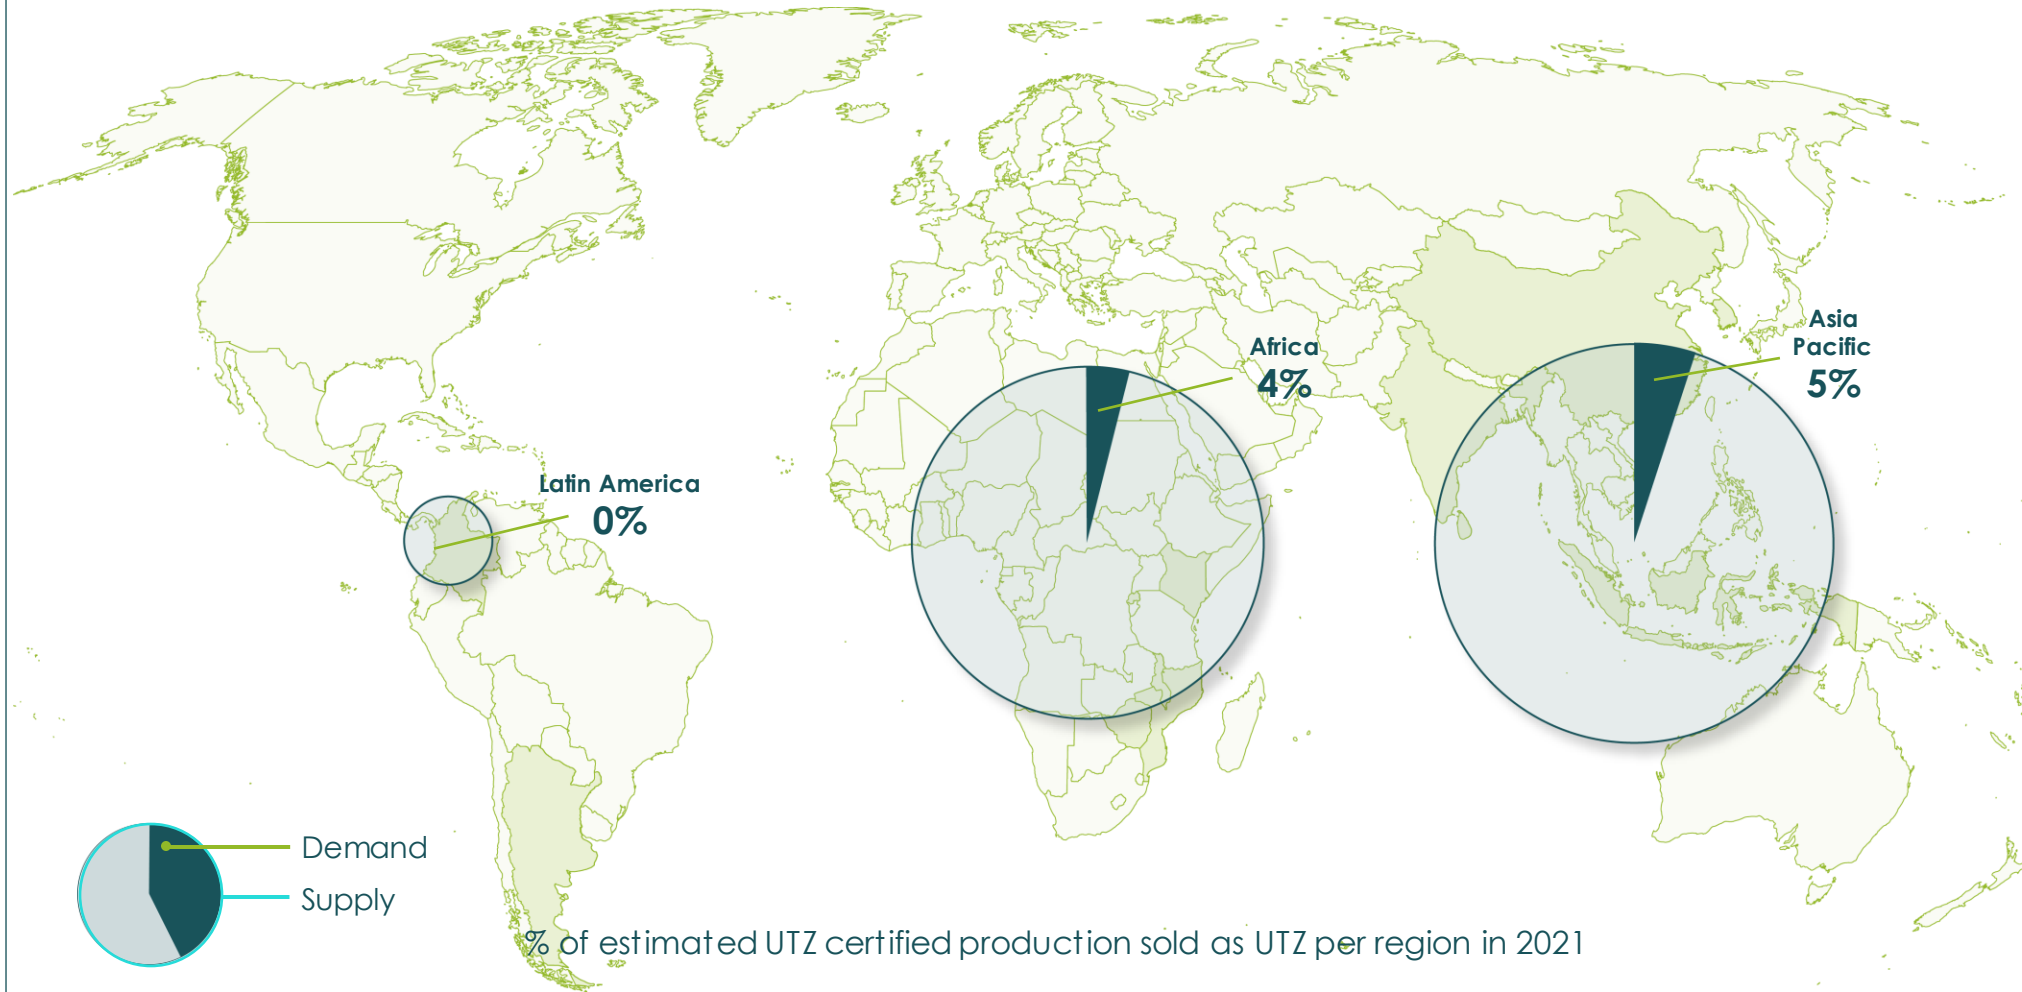 Asia
Pacific
5%
Africa
4%
Latin America
0%
Demand
Supply
% of estimated UTZ certified production sold as UTZ per region in 2021